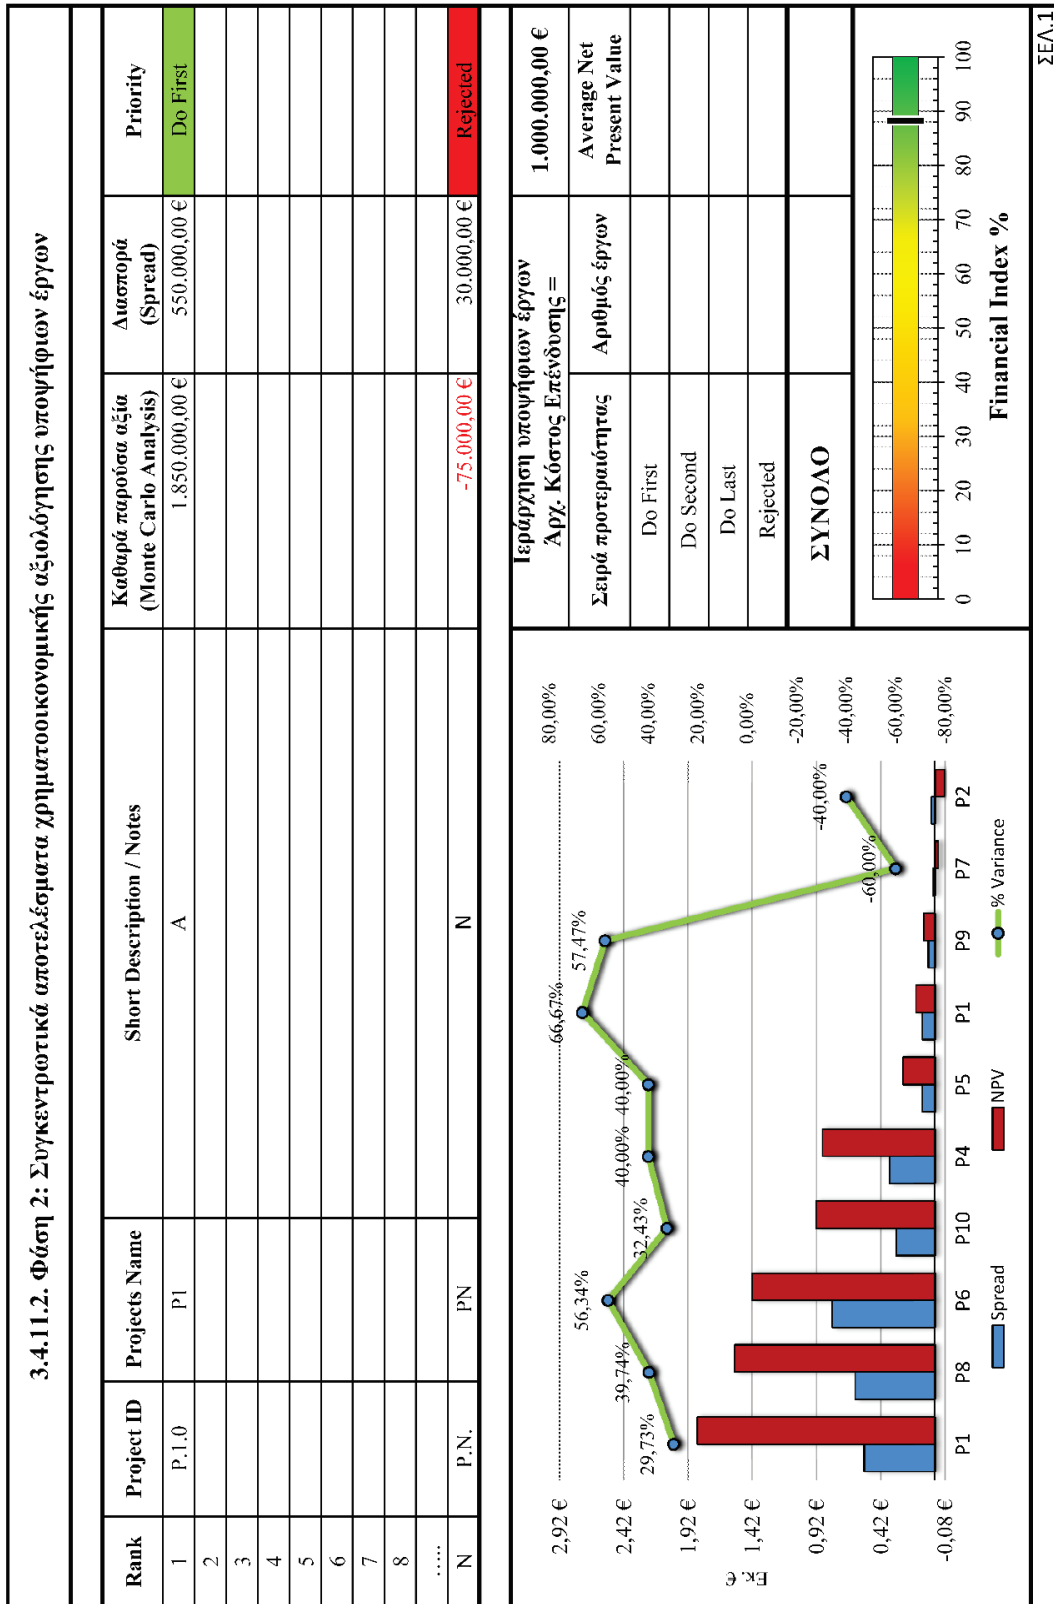 3.4.11.2. Φάση 2: Συγκεντρωτικά αποτελέσματα χρηματοοικονομικής αξιολόγησης υποψήφιων έργων
Rank Project ID Projects Name Short Description / Notes Καθαρά παρούσα αξία (Monte Carlo Analysis) Διασπορά (Spread) Priority
1 P.1.0 P1 A 1.850.000,00 € 550.000,00 € Do First
2
3
4
5
6
7
8
.....
N P.N. PN N -75.000,00 € 30.000,00 € Rejected
2,92 €
2,42 €
1,92 €
1,42 €
0,92 €
0,42 €
-0,08 €
Εκ. €
29,73%
39,74%
56,34%
32,43%
40,00%
40,00%
66,67%
57,47%
-60,00%
-40,00%
80,00%
60,00%
40,00%
20,00%
0,00%
-20,00%
-40,00%
-60,00%
-80,00%
P1 P8 P6 P10 P4 P5 P1 P9 P7 P2
Spread NPV % Variance
Ιεράρχηση υποψήφιων έργων
Αρχ. Κόστος Επένδυσης = 1.000.000,00 €
Σειρά προτεραιότητας Αριθμός έργων Average Net Present Value
Do First
Do Second
Do Last
Rejected
ΣΥΝΟΛΟ
0 10 20 30 40 50 60 70 80 90 100
Financial Index %
ΣΕΛ.1